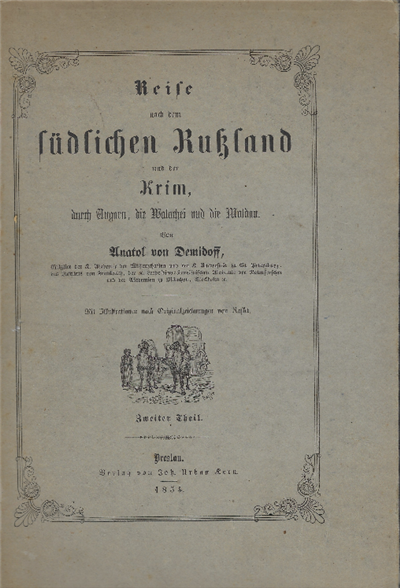 Reise
nach dem
südlichen Rußland
und der
Krim,
durch Ungarn, die Walachei und die Moldau.
Von
Anatol von Demidoff,
Mit Illustrationen nach Originalzeichnungen von Raffet.
Zweiter Theil.
Breslau.
Verlag von Joh. Urban Kern.
1854.